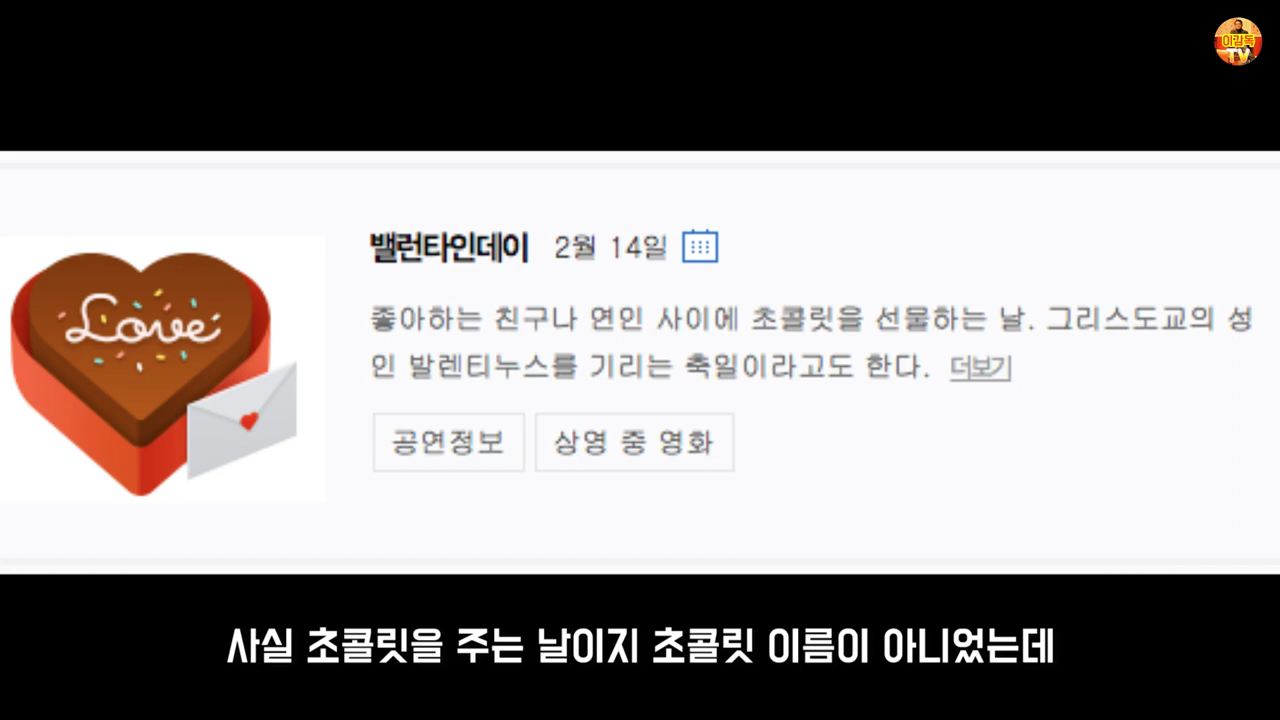 이감독
TV
밸런타인데이 2월 14일
Love
좋아하는 친구나 연인 사이에 초콜릿을 선물하는 날. 그리스도교의 성
인 발렌티누스를 기리는 축일이라고도 한다. 더보기
공연정보 상영 중 영화
사실 초콜릿을 주는 날이지 초콜릿 이름이 아니었는데